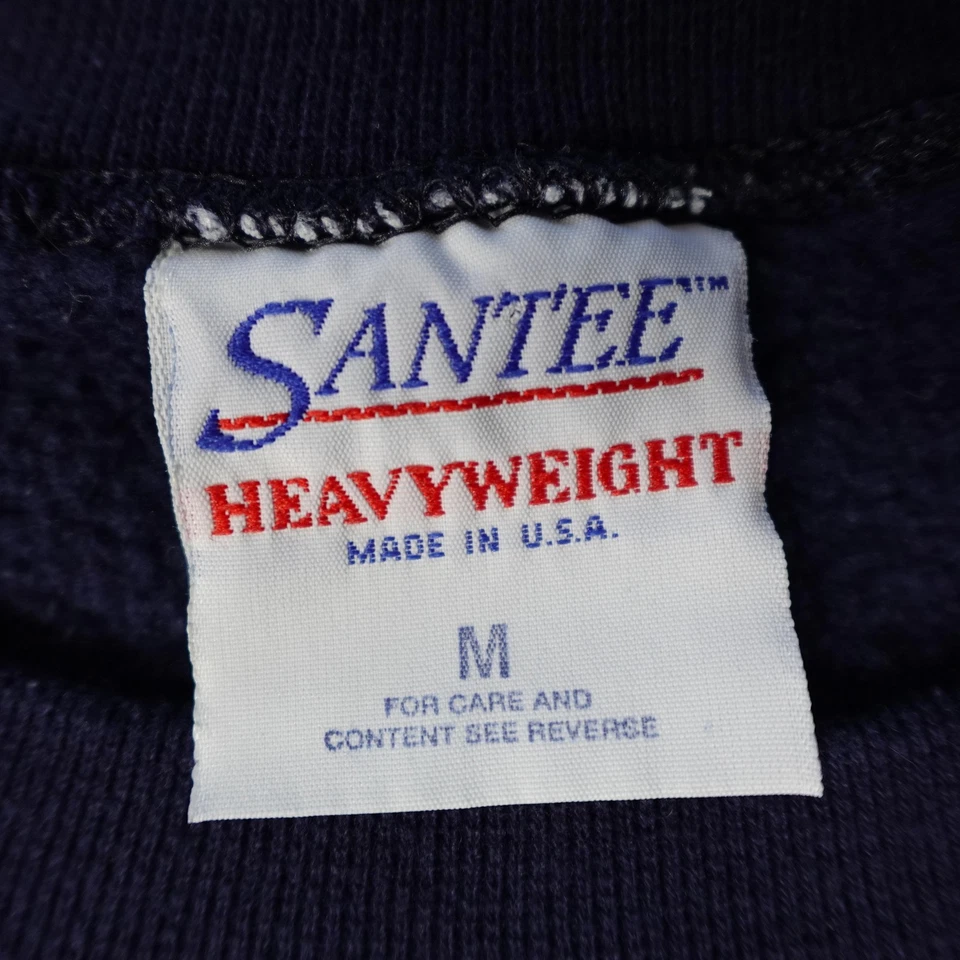 SANTEE™
HEAVYWEIGHT
MADE IN U.S.A.
M
FOR CARE AND
CONTENT SEE REVERSE